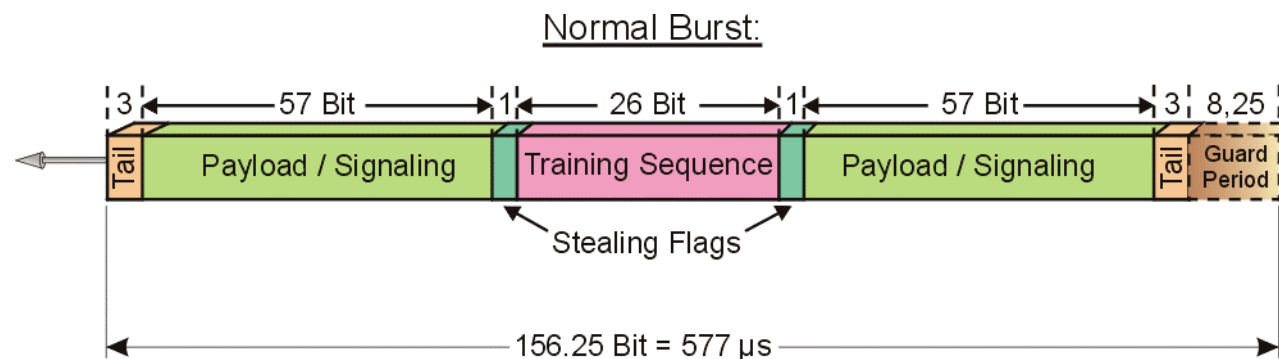 Normal Burst:
3 57 Bit 1 26 Bit 1 57 Bit 3 8,25
Tail Payload / Signaling Training Sequence Payload / Signaling Tail Guard Period
Stealing Flags
156.25 Bit = 577 µs